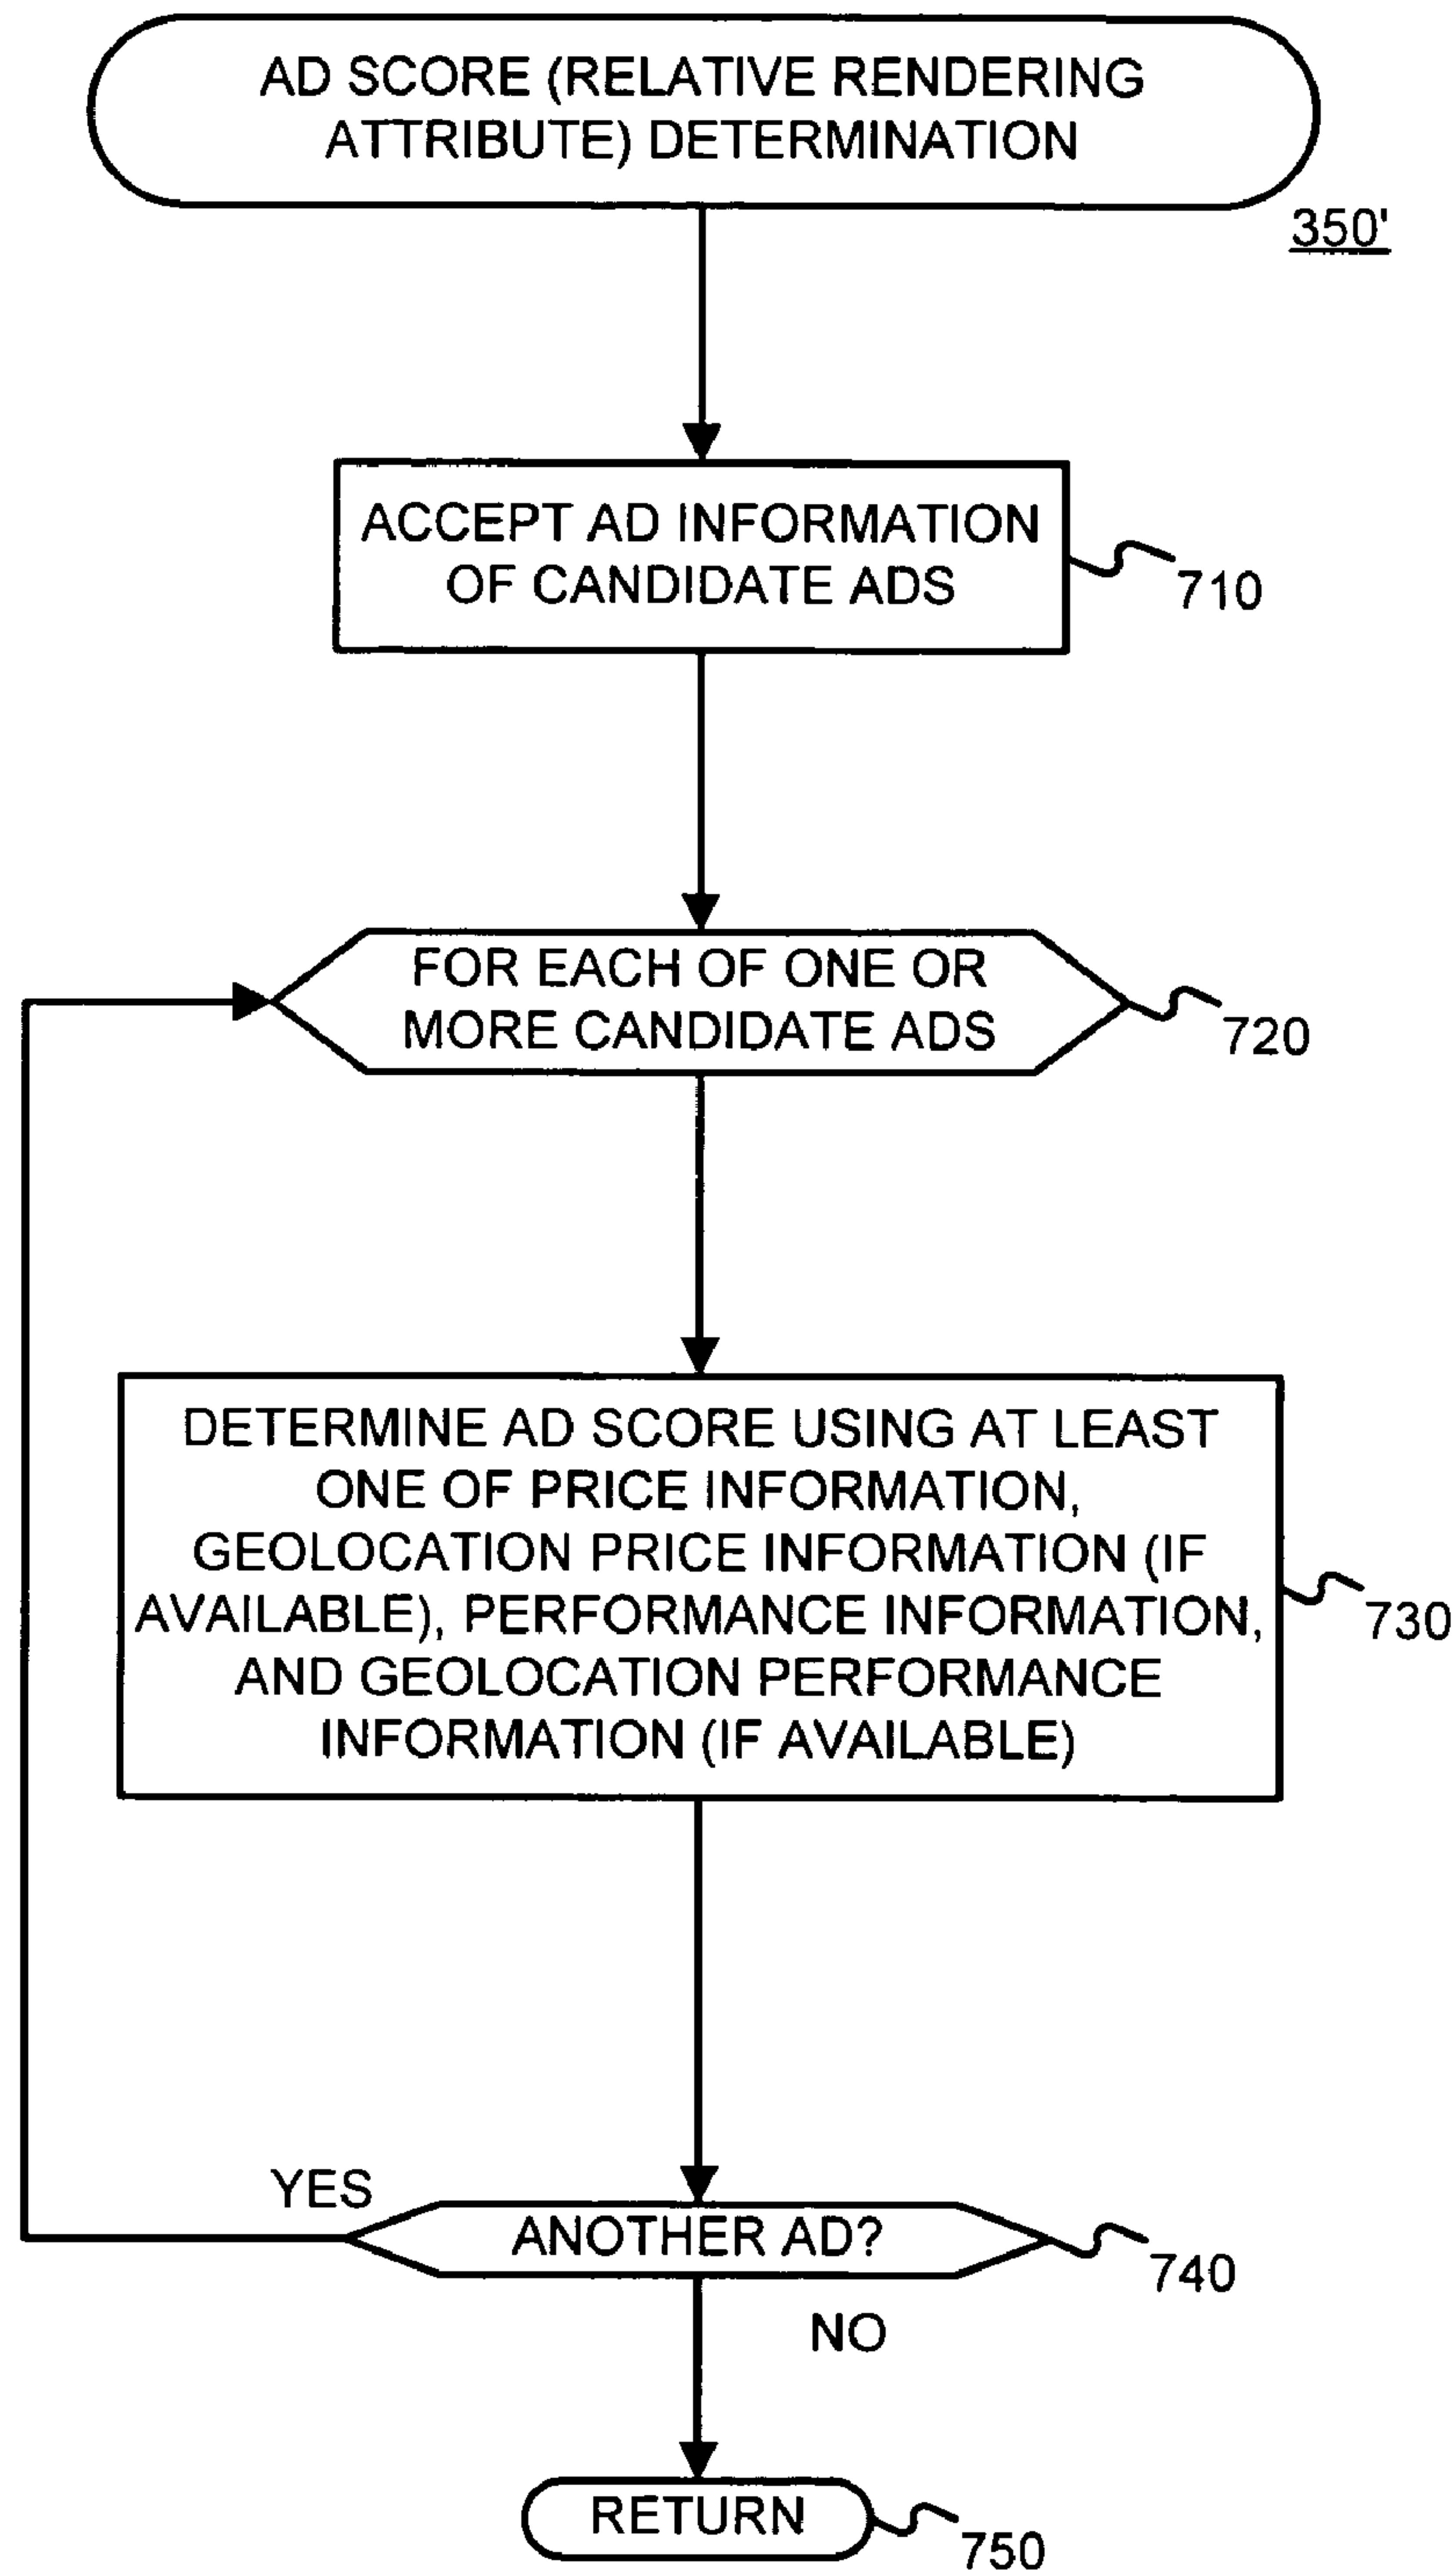 AD SCORE (RELATIVE RENDERING
ATTRIBUTE) DETERMINATION
350'
ACCEPT AD INFORMATION
OF CANDIDATE ADS
710
FOR EACH OF ONE OR
MORE CANDIDATE ADS
720
DETERMINE AD SCORE USING AT LEAST
ONE OF PRICE INFORMATION,
GEOLOCATION PRICE INFORMATION (IF
AVAILABLE), PERFORMANCE INFORMATION,
AND GEOLOCATION PERFORMANCE
INFORMATION (IF AVAILABLE)
730
YES
ANOTHER AD?
740
NO
RETURN
750